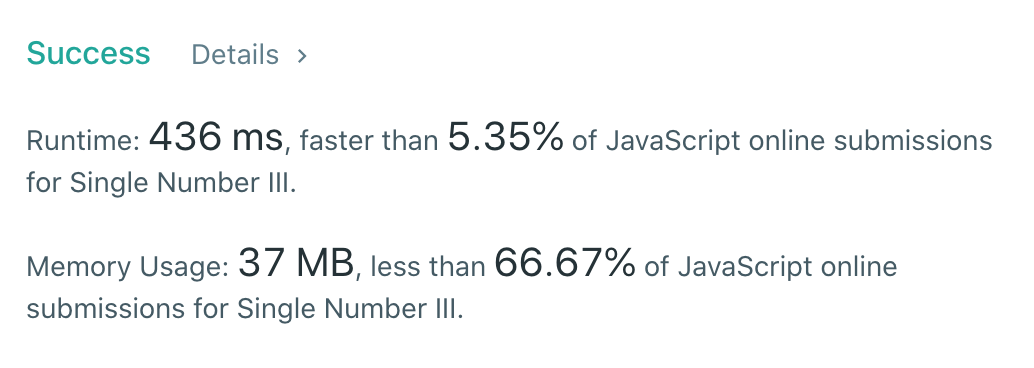 Success Details >
Runtime: 436 ms, faster than 5.35% of JavaScript online submissions
for Single Number III.
Memory Usage: 37 MB, less than 66.67% of JavaScript online
submissions for Single Number III.